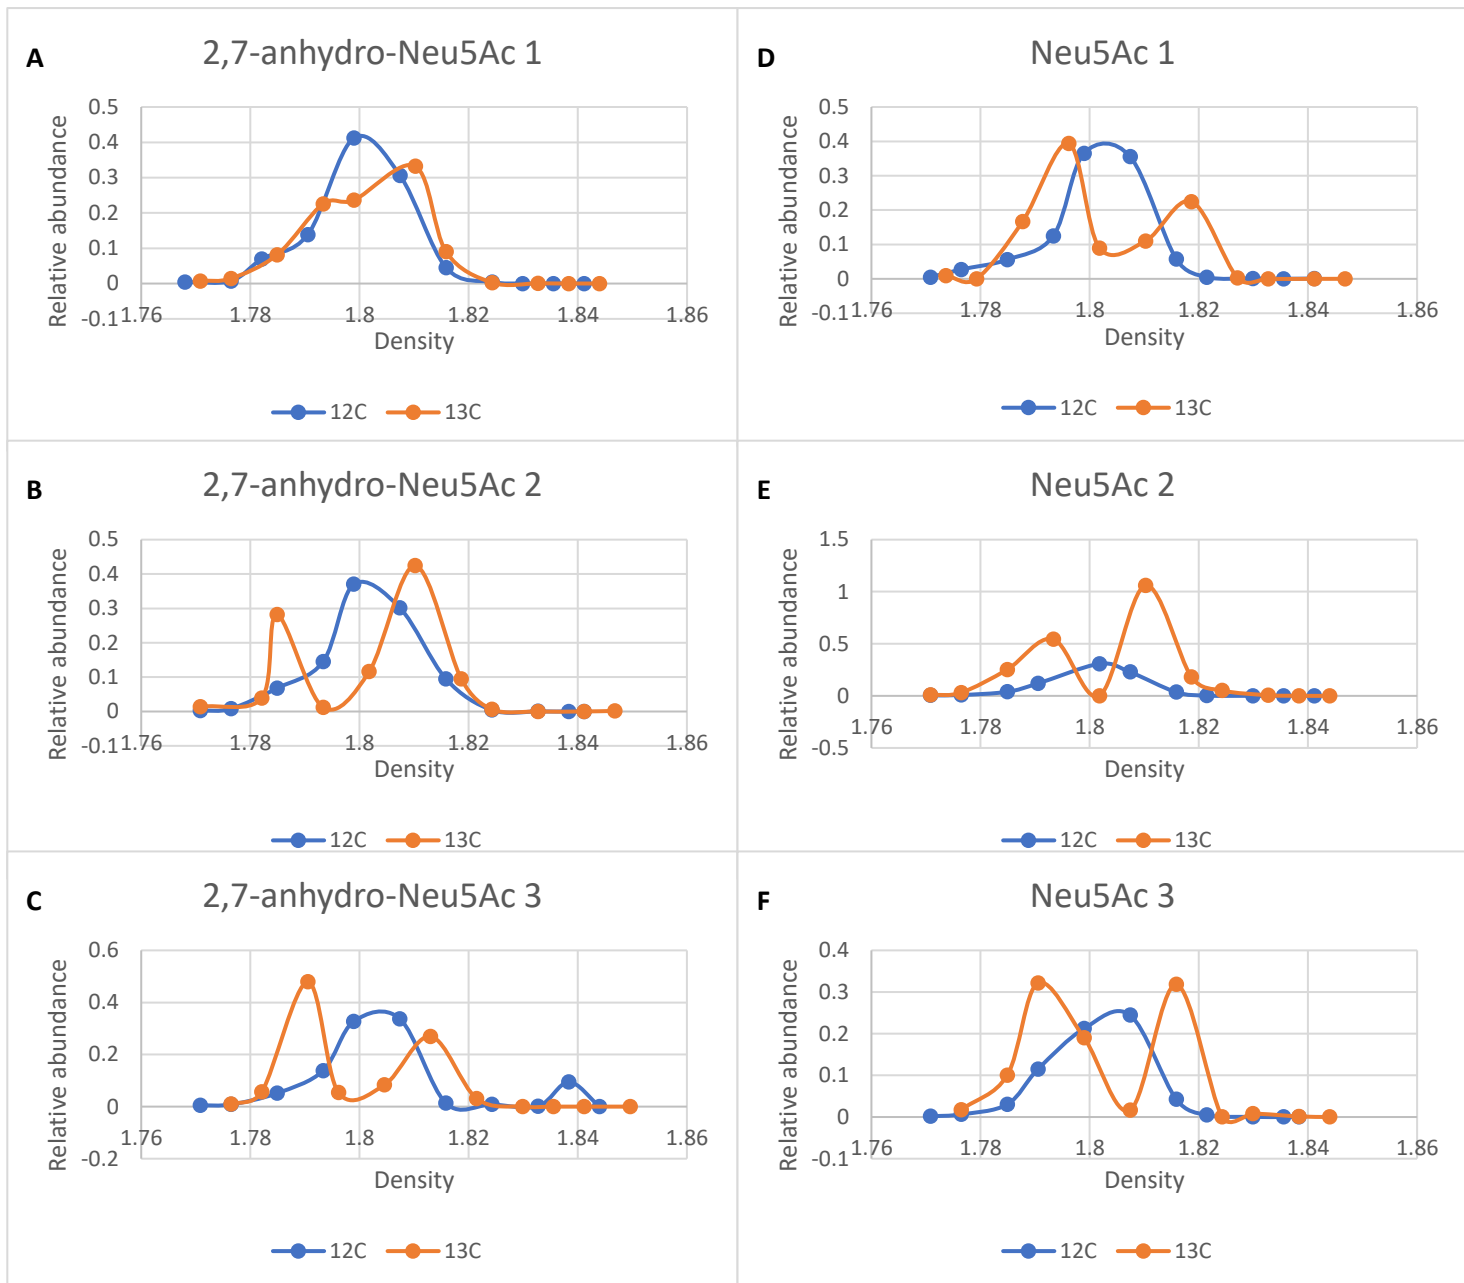 A
2,7-anhydro-Neu5Ac 1
Relative abundance
0.5
0.4
0.3
0.2
0.1
0
-0.1
1.76 1.78 1.8 1.82 1.84 1.86
Density
12C 13C
D
Neu5Ac 1
Relative abundance
0.5
0.4
0.3
0.2
0.1
0
-0.1
1.76 1.78 1.8 1.82 1.84 1.86
Density
12C 13C
B
2,7-anhydro-Neu5Ac 2
Relative abundance
0.5
0.4
0.3
0.2
0.1
0
-0.1
1.76 1.78 1.8 1.82 1.84 1.86
Density
12C 13C
E
Neu5Ac 2
Relative abundance
1.5
1
0.5
0
-0.5
1.76 1.78 1.8 1.82 1.84 1.86
Density
12C 13C
C
2,7-anhydro-Neu5Ac 3
Relative abundance
0.6
0.4
0.2
0
-0.2
1.76 1.78 1.8 1.82 1.84 1.86
Density
12C 13C
F
Neu5Ac 3
Relative abundance
0.4
0.3
0.2
0.1
0
-0.1
1.76 1.78 1.8 1.82 1.84 1.86
Density
12C 13C